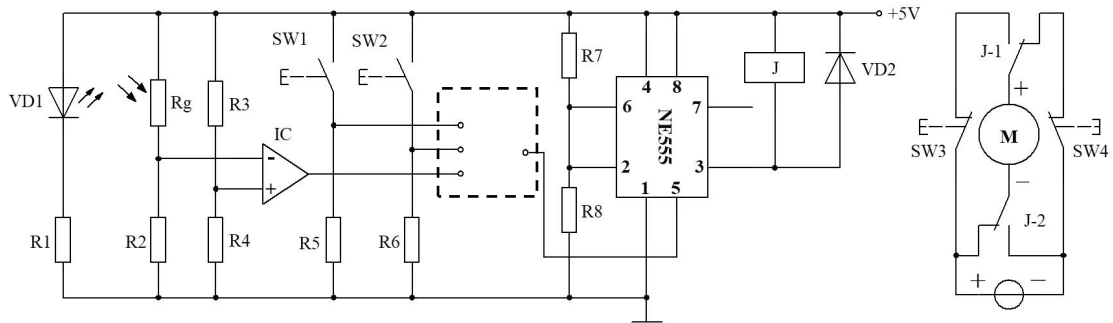 +5V
SW1
SW2
R7
J
VD2
J-1
4 8
VD1
Rg
R3
6
7
+
NE555
IC
-
M
SW3
SW4
2
3
+
1 5
−
R8
J-2
R1
R2
R4
R5
R6
+ −